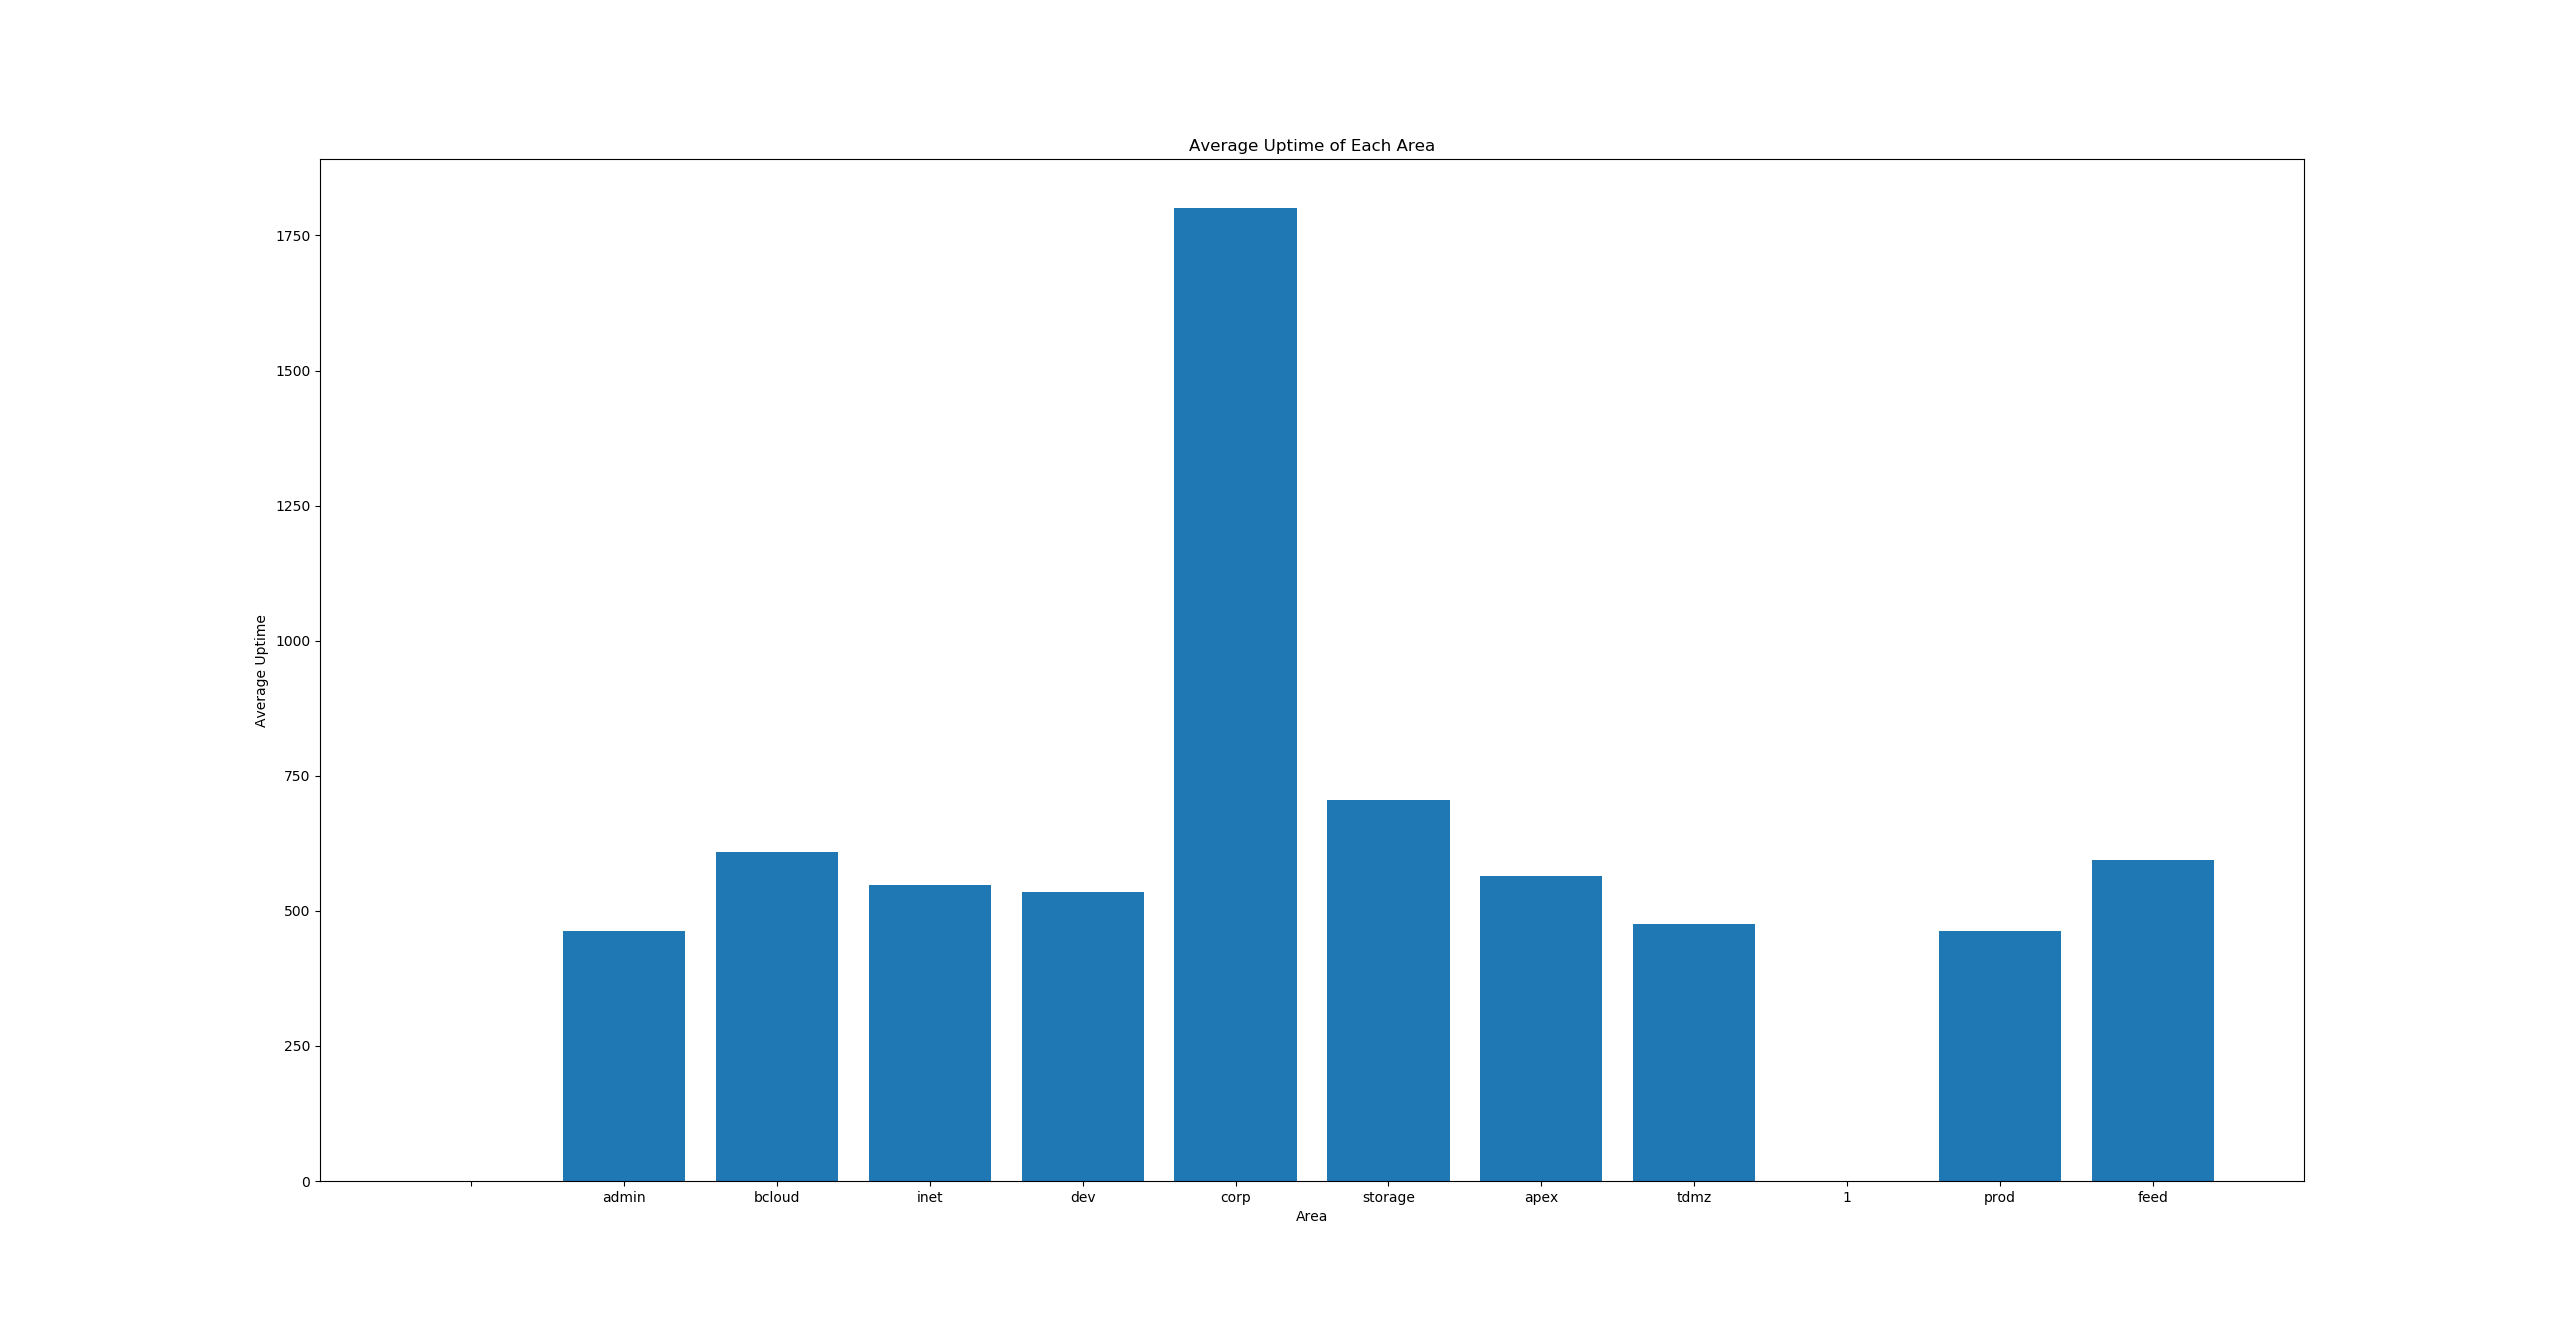 Average Uptime of Each Area
1750
1500
1250
1000
750
500
250
0
Average Uptime
admin bcloud inet dev corp storage apex tdmz 1 prod feed
Area